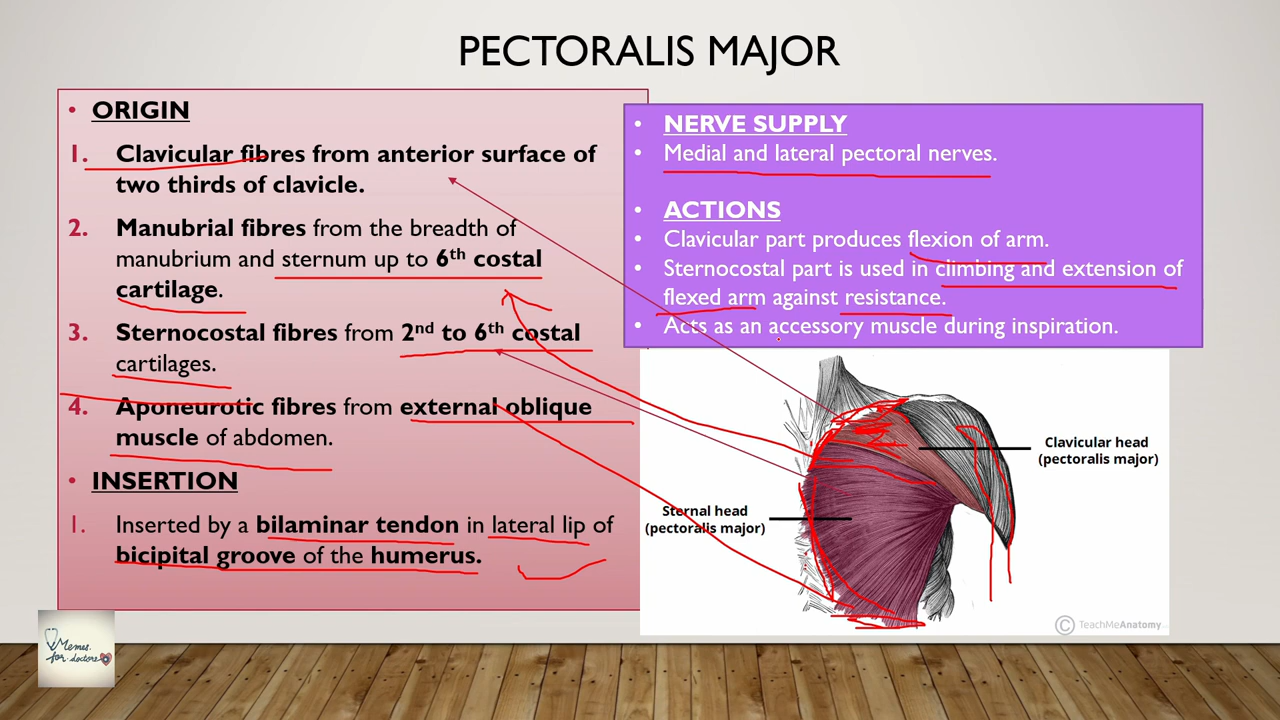 PECTORALIS MAJOR
• ORIGIN
1. Clavicular fibres from anterior surface of
two thirds of clavicle.
2. Manubrial fibres from the breadth of
manubrium and sternum up to 6th costal
cartilage.
3. Sternocostal fibres from 2nd to 6th costal
cartilages.
4. Aponeurotic fibres from external oblique
muscle of abdomen.
• INSERTION
1. Inserted by a bilaminar tendon in lateral lip of
bicipital groove of the humerus.
• NERVE SUPPLY
• Medial and lateral pectoral nerves.
• ACTIONS
• Clavicular part produces flexion of arm.
• Sternocostal part is used in climbing and extension of
flexed arm against resistance.
• Acts as an accessory muscle during inspiration.
Clavicular head
(pectoralis major)
Sternal head
(pectoralis major)
© TeachMeAnatomy
Memes
for doctors